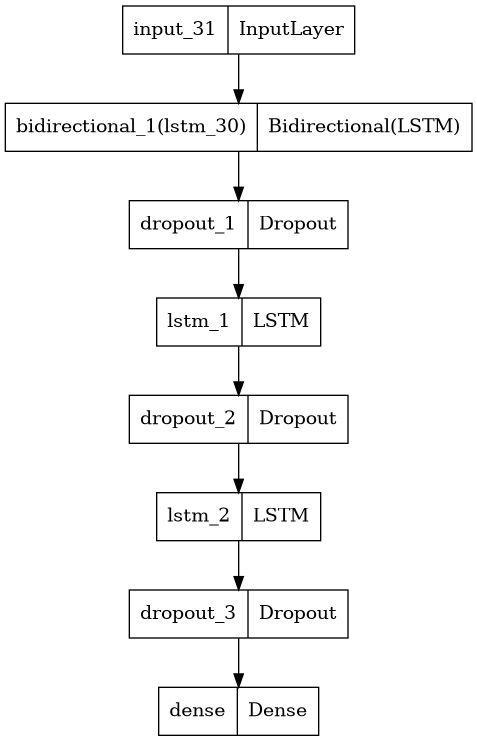 input_31 InputLayer
bidirectional_1(lstm_30) Bidirectional(LSTM)
dropout_1 Dropout
lstm_1 LSTM
dropout_2 Dropout
lstm_2 LSTM
dropout_3 Dropout
dense Dense